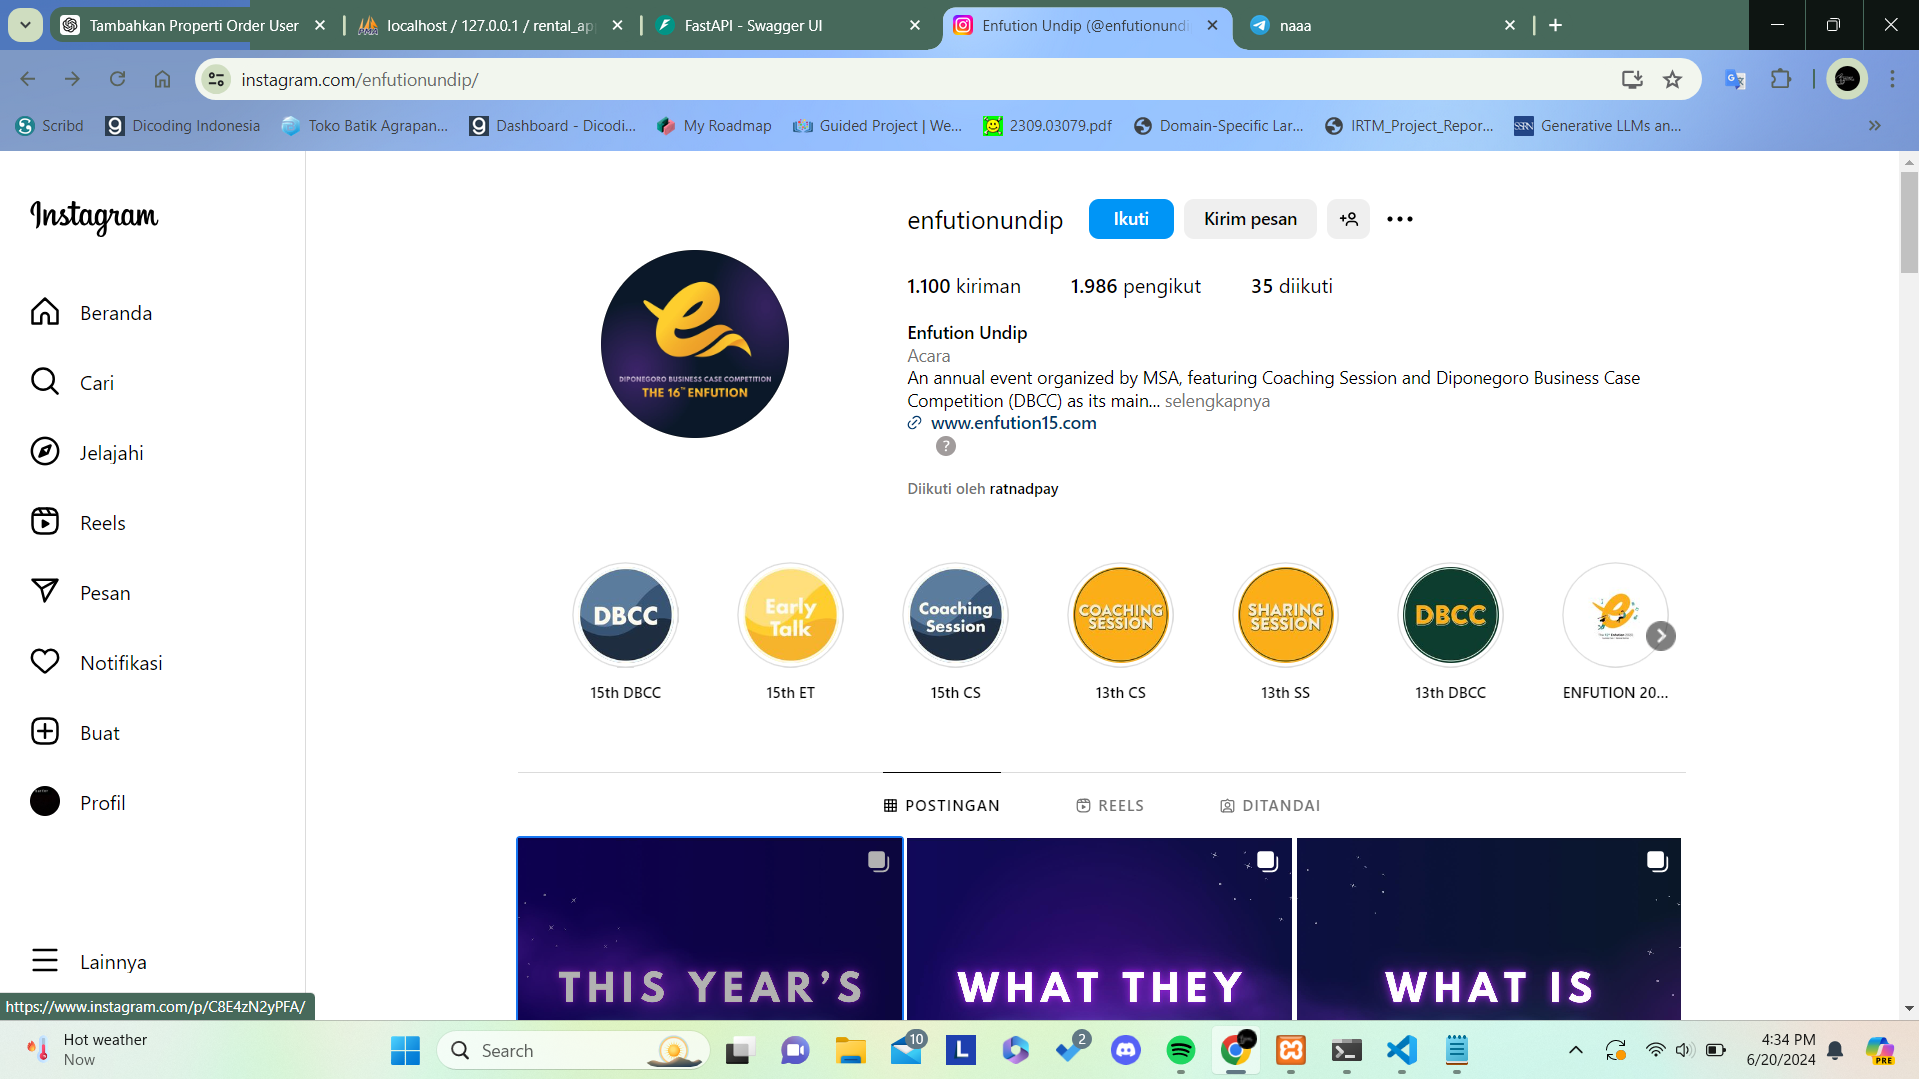 Tambahkan Properti Order User
localhost / 127.0.0.1 / rental_ap
FastAPI - Swagger UI
Enfution Undip (@enfutionundi
naaa
instagram.com/enfutionundip/
Scribd
Dicoding Indonesia
Toko Batik Agrapan...
Dashboard - Dicodi...
My Roadmap
Guided Project | We...
2309.03079.pdf
Domain-Specific Lar...
IRTM_Project_Repor...
SSRN
Generative LLMs an...
Instagram
Beranda
Cari
Jelajahi
Reels
Pesan
Notifikasi
Buat
Profil
Lainnya
enfutionundip
Ikuti
Kirim pesan
1.100 kiriman
1.986 pengikut
35 diikuti
Enfution Undip
Acara
An annual event organized by MSA, featuring Coaching Session and Diponegoro Business Case
Competition (DBCC) as its main... selengkapnya
www.enfution15.com
?
Diikuti oleh ratnadpay
DIPONEGORO BUSINESS CASE COMPETITION
THE 16TH ENFUTION
DBCC
Early
Talk
Coaching
Session
COACHING
SESSION
SHARING
SESSION
DBCC
15th DBCC
15th ET
15th CS
13th CS
13th SS
13th DBCC
ENFUTION 20...
POSTINGAN
REELS
DITANDAI
THIS YEAR'S
WHAT THEY
WHAT IS
https://www.instagram.com/p/C8E4zN2yPFA/
Hot weather
Now
Search
10
L
2
4:34 PM
6/20/2024
PRE